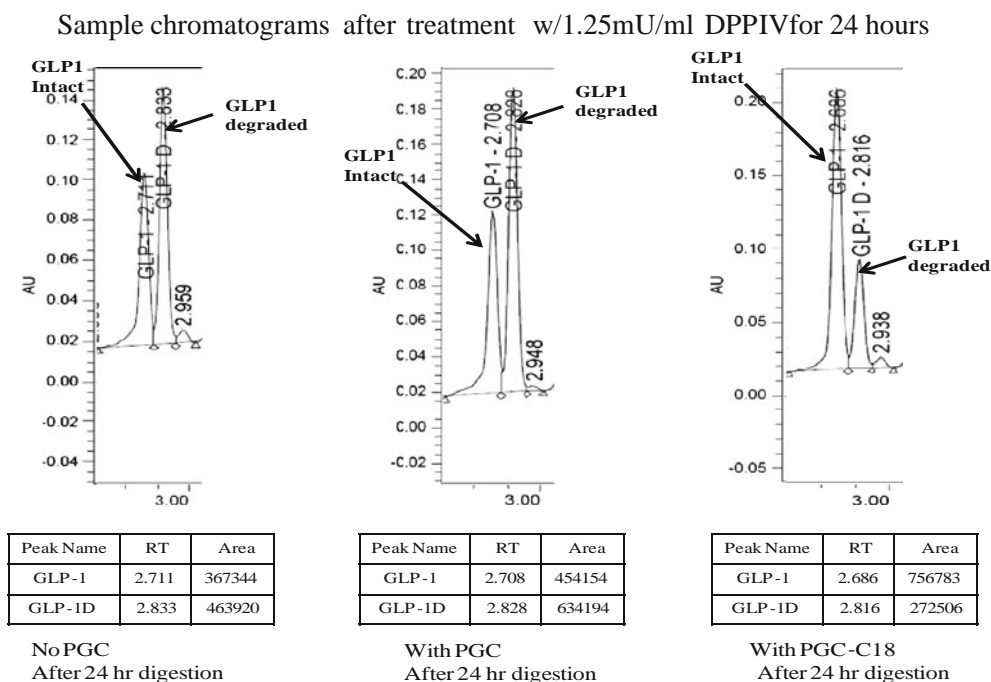 Sample chromatograms after treatment w/1.25mU/ml DPPIVfor 24 hours
GLP1
Intact
GLP1
degraded
AU
0.14
0.12
0.10
0.08
0.06
0.04
0.02
0.00
-0.02
-0.04
GLP-1 - 2.711
GLP-1 D - 2.833
2.959
3.00
GLP1
Intact
GLP1
degraded
AU
C.20
C.18
C.16
C.14
C.12
C.10
C.08
C.06
C.04
C.02
C.00
-C.02
GLP-1 - 2.708
GLP-1 D - 2.828
2.948
3.00
GLP1
Intact
GLP1
degraded
AU
0.20
0.15
0.10
0.05
0.00
-0.05
GLP-1 - 2.686
GLP-1 D - 2.816
2.938
3.00
Peak Name RT Area
GLP-1 2.711 367344
GLP-1D 2.833 463920
No PGC
After 24 hr digestion
Peak Name RT Area
GLP-1 2.708 454154
GLP-1D 2.828 634194
With PGC
After 24 hr digestion
Peak Name RT Area
GLP-1 2.686 756783
GLP-1D 2.816 272506
With PGC-C18
After 24 hr digestion